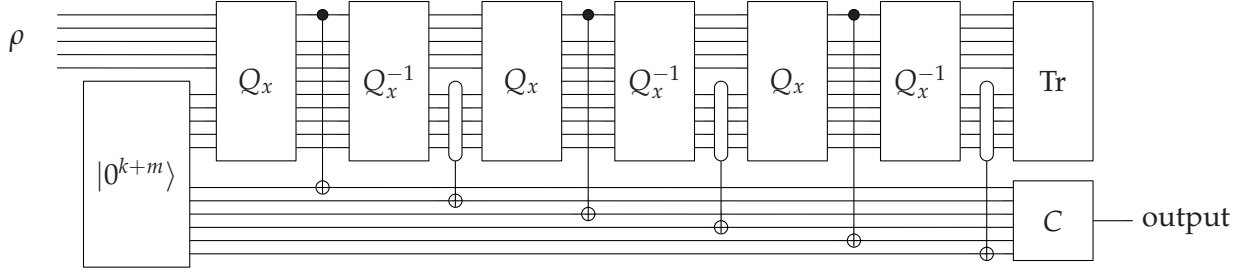 ρ
Q_x Q_x^{-1} Q_x Q_x^{-1} Q_x Q_x^{-1} Tr
|0^{k+m}⟩
C output